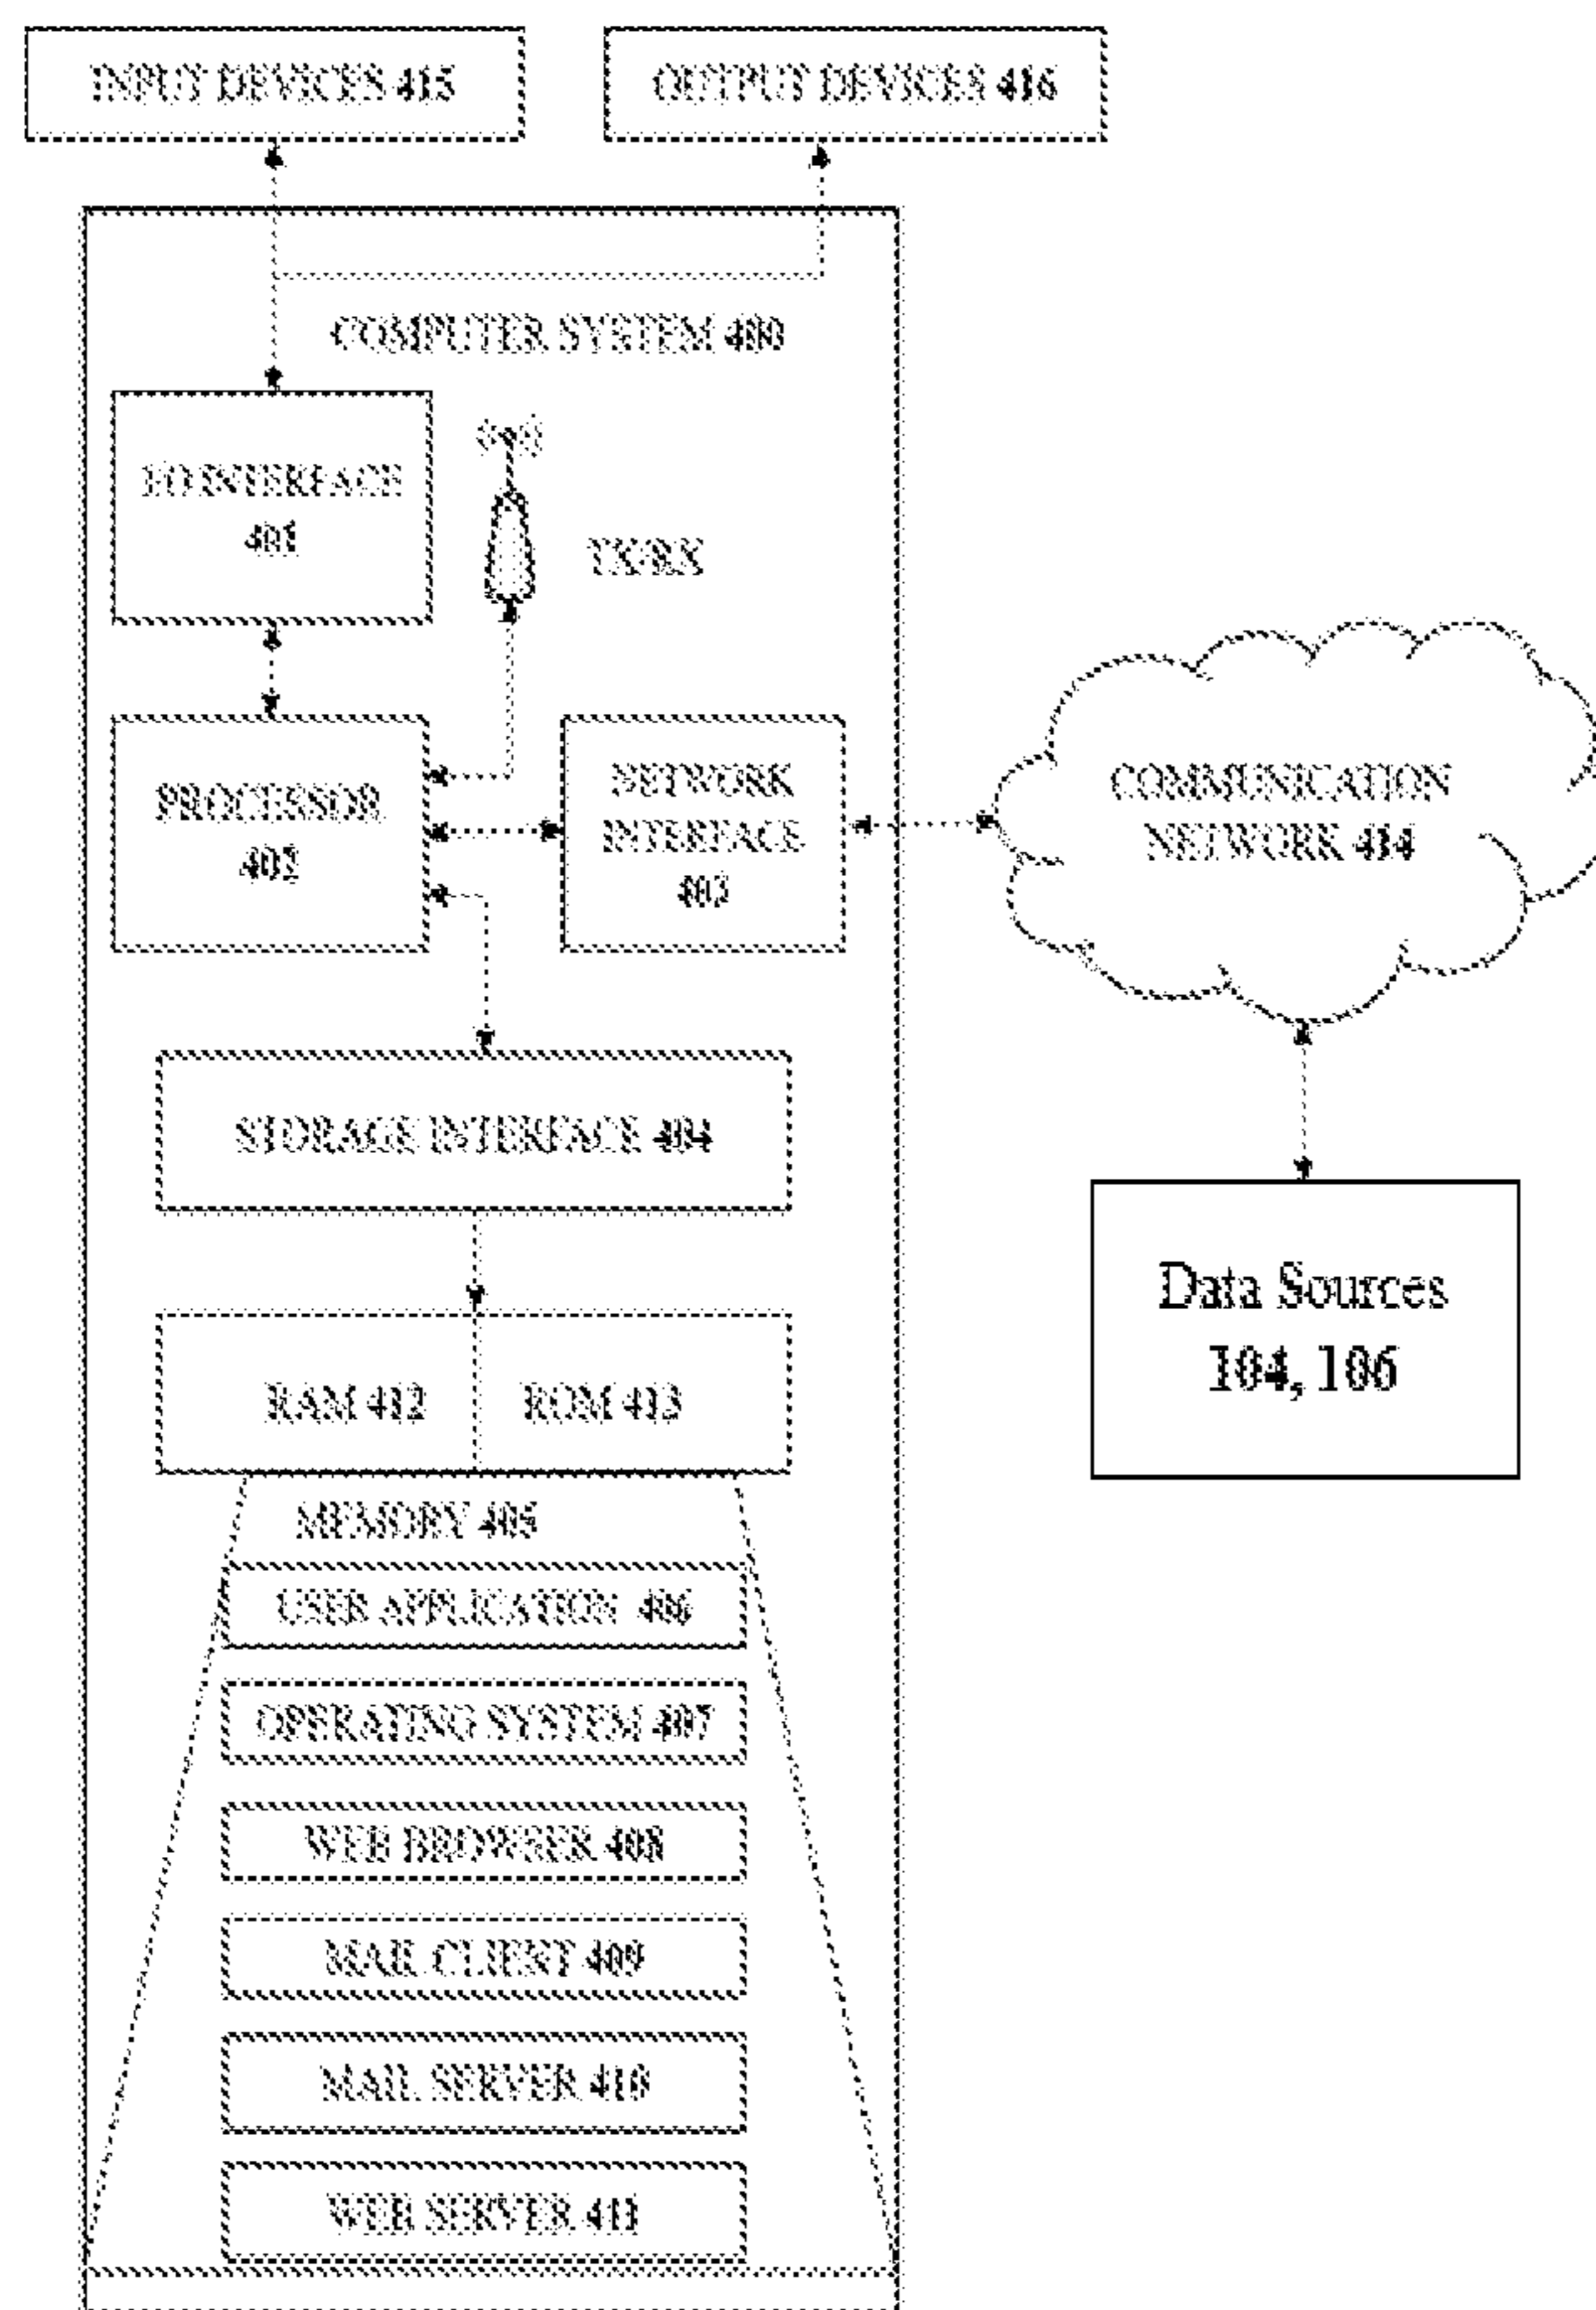 INPUT DEVICES 415
OUTPUT DEVICES 416
COMPUTER SYSTEM 400
I/O INTERFACE
401
TX/RX
PROCESSOR
402
NETWORK
INTERFACE
403
COMMUNICATION
NETWORK 414
STORAGE INTERFACE 404
Data Sources
104, 106
RAM 412
ROM 413
MEMORY 405
USER APPLICATION 406
OPERATING SYSTEM 407
WEB BROWSER 408
MAIL CLIENT 409
MAIL SERVER 410
WEB SERVER 411